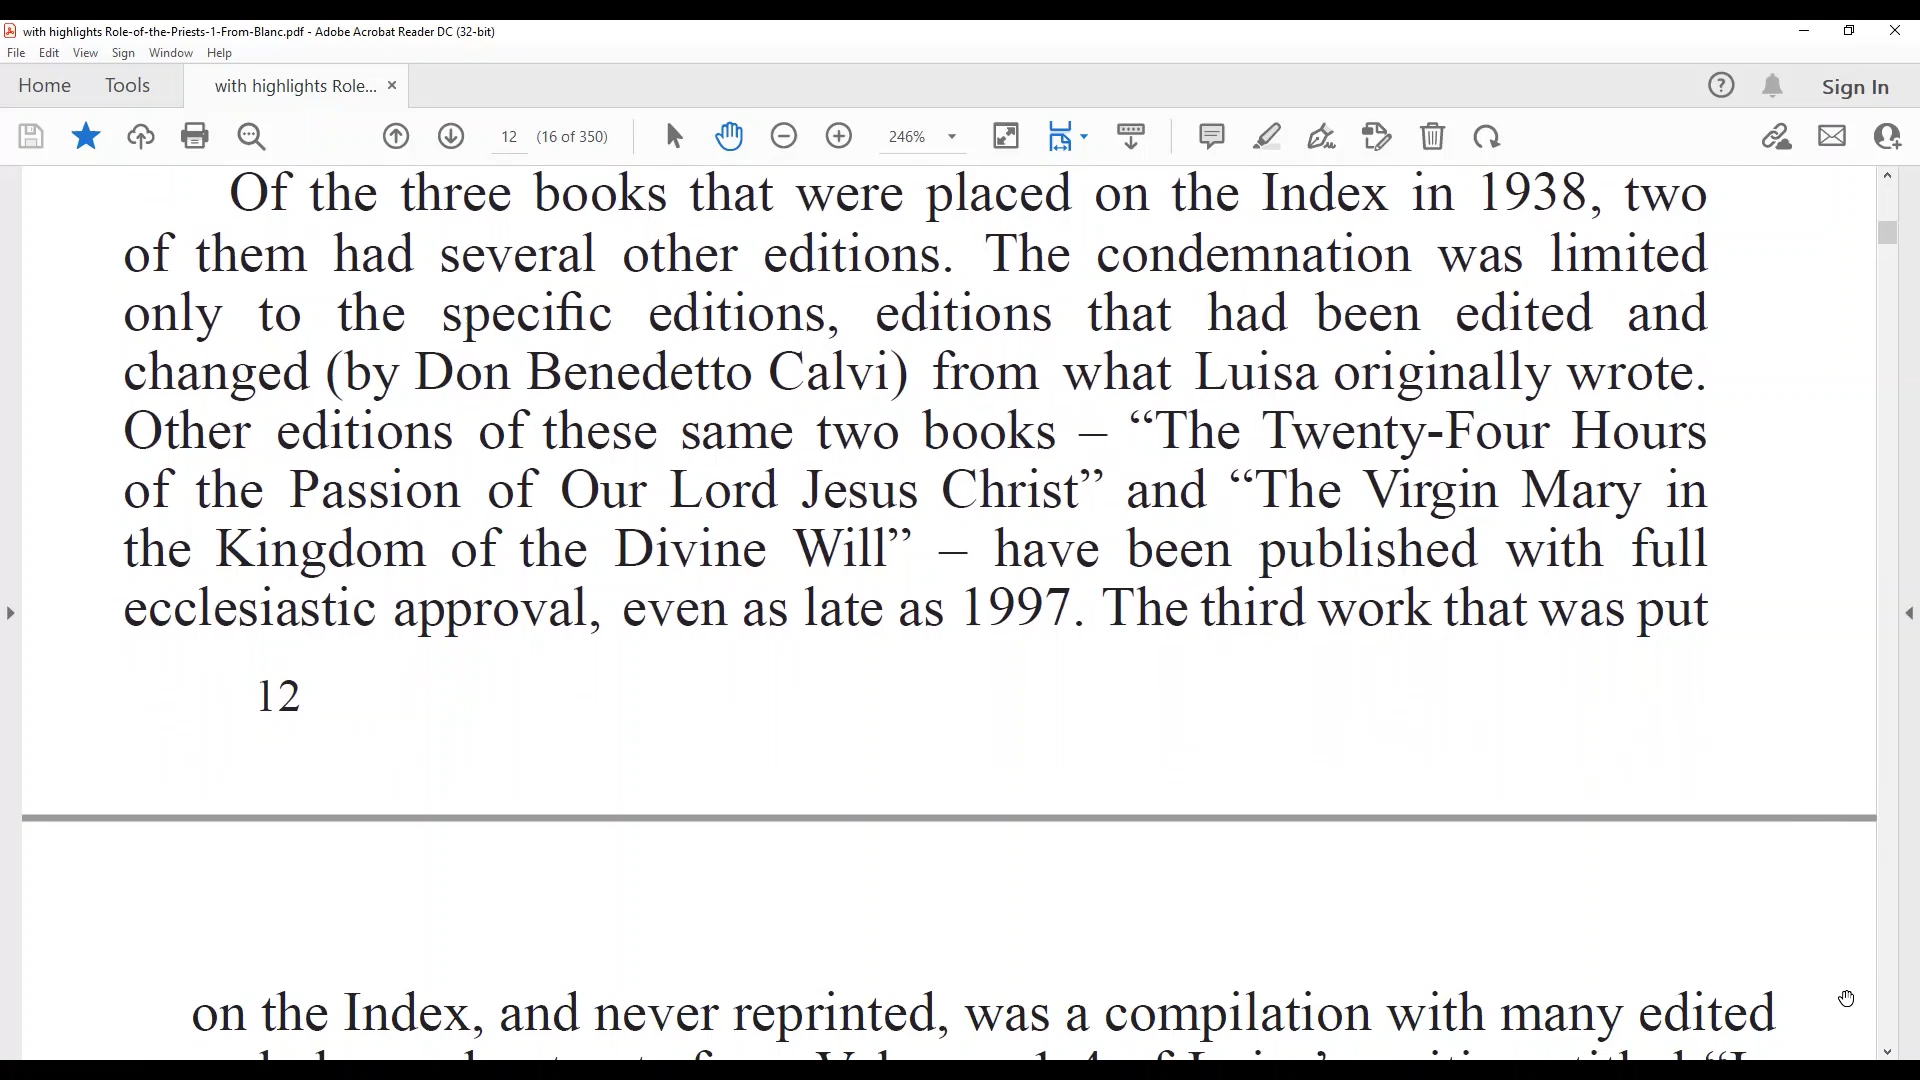 with highlights Role-of-the-Priests-1-From-Blanc.pdf - Adobe Acrobat Reader DC (32-bit)
File Edit View Sign Window Help
Home Tools with highlights Role... × Sign In
12 (16 of 350) 246%
Of the three books that were placed on the Index in 1938, two
of them had several other editions. The condemnation was limited
only to the specific editions, editions that had been edited and
changed (by Don Benedetto Calvi) from what Luisa originally wrote.
Other editions of these same two books – “The Twenty-Four Hours
of the Passion of Our Lord Jesus Christ” and “The Virgin Mary in
the Kingdom of the Divine Will” – have been published with full
ecclesiastic approval, even as late as 1997. The third work that was put
12
on the Index, and never reprinted, was a compilation with many edited